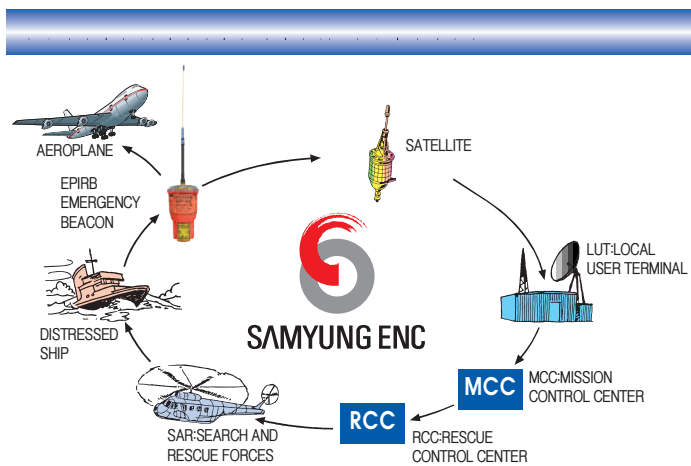 AEROPLANE
SATELLITE
EPIRB
EMERGENCY
BEACON
LUT:LOCAL
USER TERMINAL
DISTRESSED
SHIP
SAMYUNG ENC
MCC
MCC:MISSION
CONTROL CENTER
RCC
RCC:RESCUE
CONTROL CENTER
SAR:SEARCH AND
RESCUE FORCES